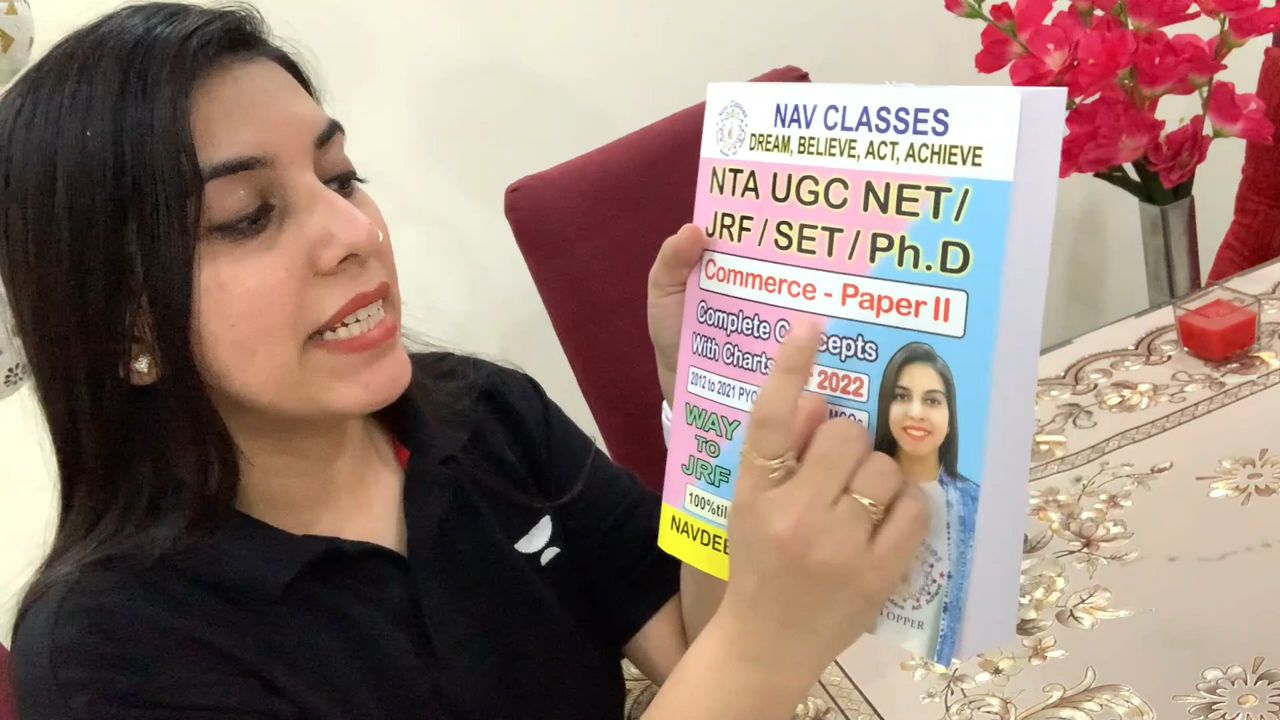 NAV CLASSES
DREAM, BELIEVE, ACT, ACHIEVE
NTA UGC NET/
JRF / SET / Ph.D
Commerce - Paper II
Complete
With Charts 2022
2012 to 2021
WAY
TO
JRF
100%til
OPPER